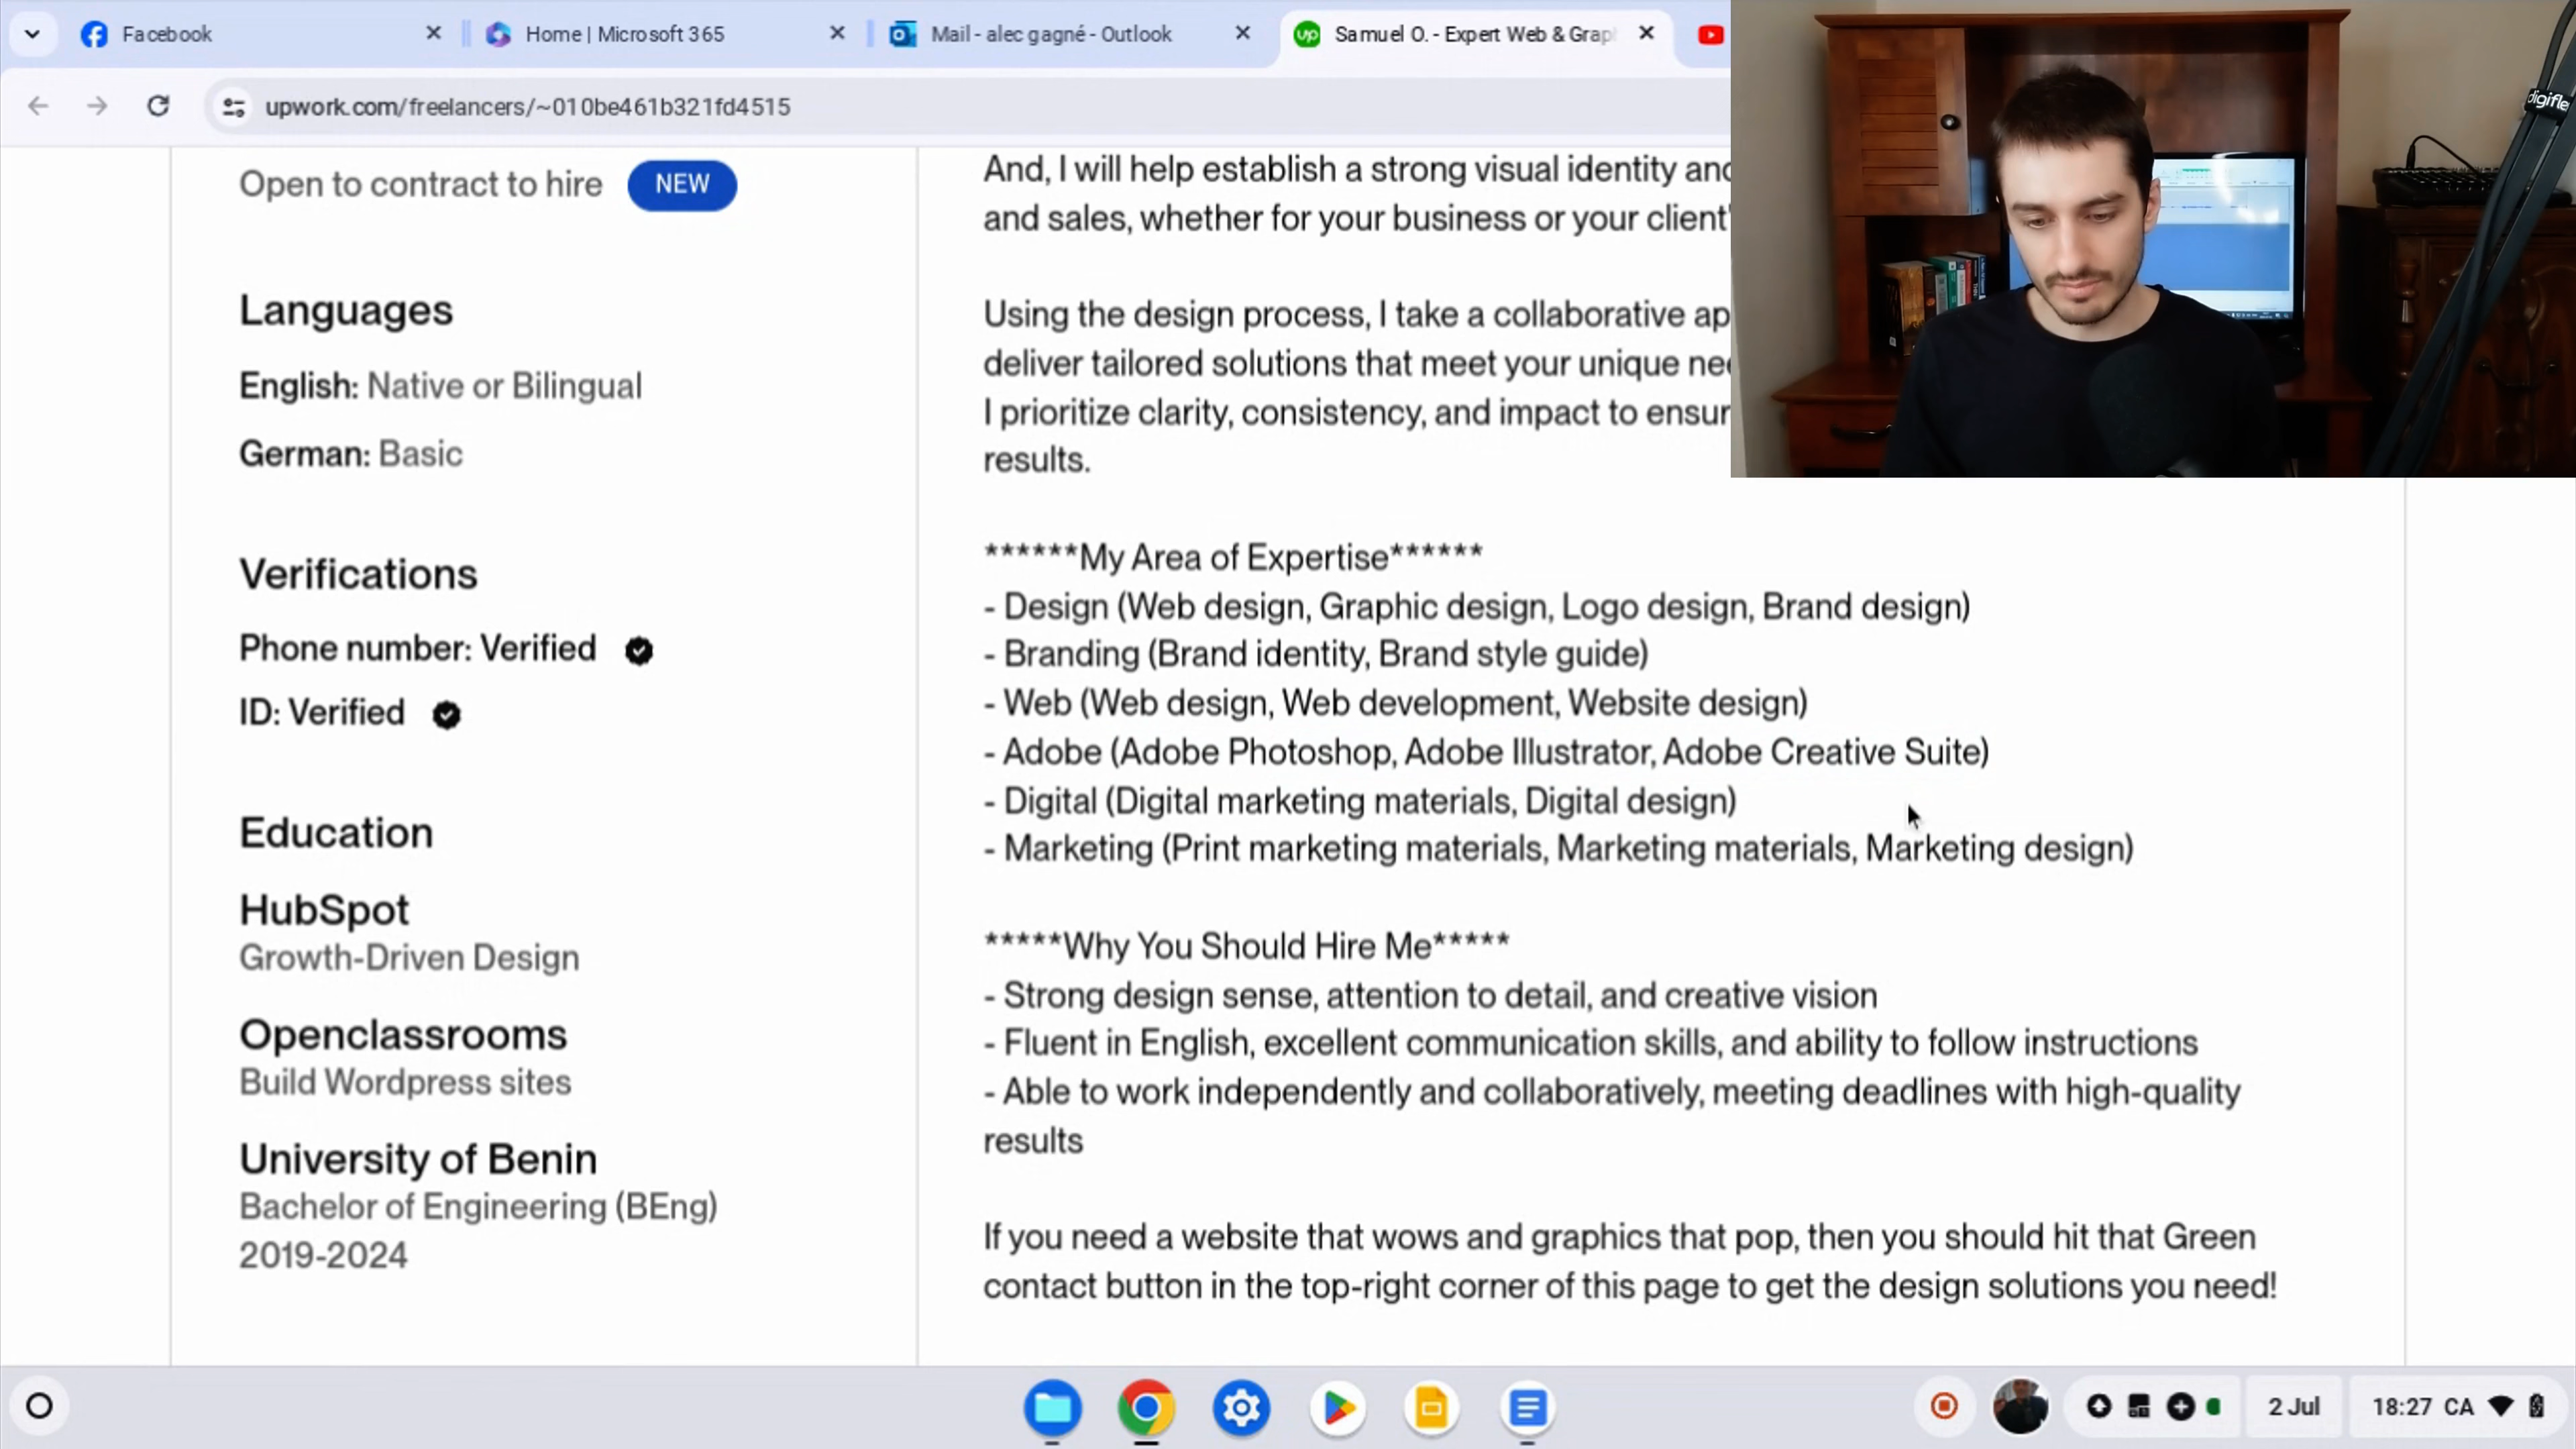 Facebook
Home | Microsoft 365
Mail - alec gagné - Outlook
Samuel O. - Expert Web & Grap
upwork.com/freelancers/~010be461b321fd4515
digifle
Open to contract to hire NEW
Languages
English: Native or Bilingual
German: Basic
Verifications
Phone number: Verified
ID: Verified
Education
HubSpot
Growth-Driven Design
Openclassrooms
Build Wordpress sites
University of Benin
Bachelor of Engineering (BEng)
2019-2024
And, I will help establish a strong visual identity and
and sales, whether for your business or your client'
Using the design process, I take a collaborative ap
deliver tailored solutions that meet your unique nee
I prioritize clarity, consistency, and impact to ensur
results.
******My Area of Expertise******
- Design (Web design, Graphic design, Logo design, Brand design)
- Branding (Brand identity, Brand style guide)
- Web (Web design, Web development, Website design)
- Adobe (Adobe Photoshop, Adobe Illustrator, Adobe Creative Suite)
- Digital (Digital marketing materials, Digital design)
- Marketing (Print marketing materials, Marketing materials, Marketing design)
*****Why You Should Hire Me*****
- Strong design sense, attention to detail, and creative vision
- Fluent in English, excellent communication skills, and ability to follow instructions
- Able to work independently and collaboratively, meeting deadlines with high-quality
results
If you need a website that wows and graphics that pop, then you should hit that Green
contact button in the top-right corner of this page to get the design solutions you need!
2 Jul
18:27 CA